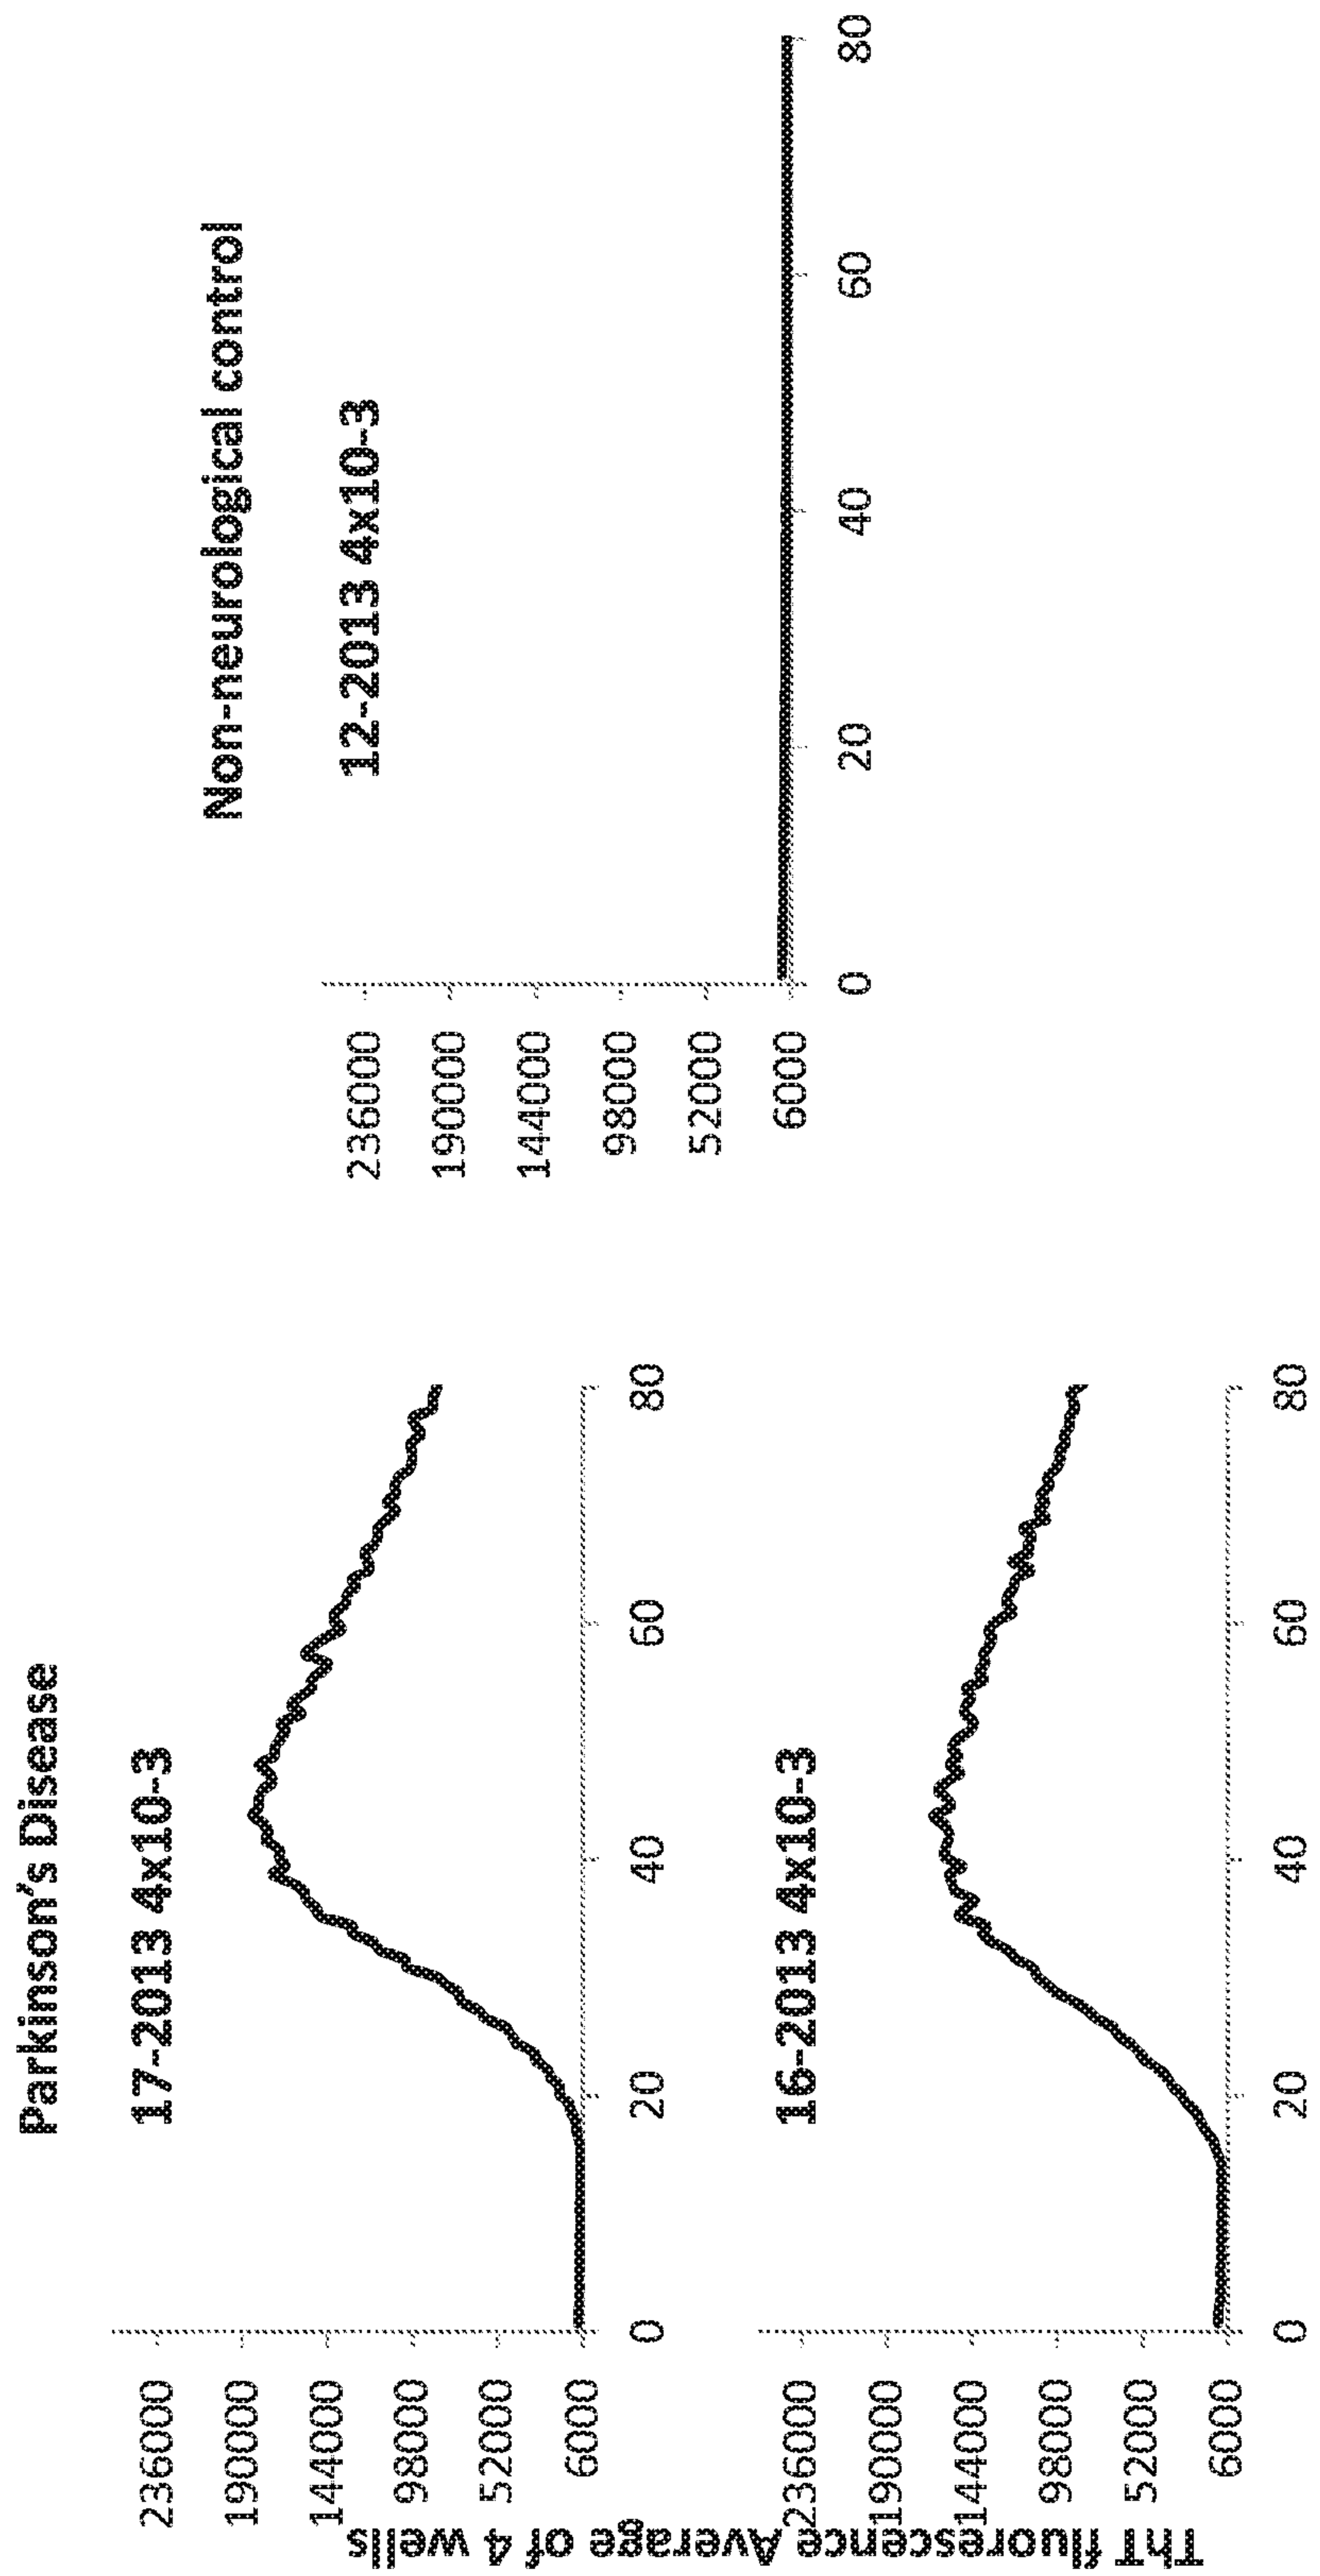 Parkinson's Disease
17-2013 4x10-3
236000
190000
144000
98000
52000
6000
0 20 40 60 80
16-2013 4x10-3
236000
190000
144000
98000
52000
6000
0 20 40 60 80
ThT fluorescence Average of 4 wells
Non-neurological control
12-2013 4x10-3
236000
190000
144000
98000
52000
6000
0 20 40 60 80